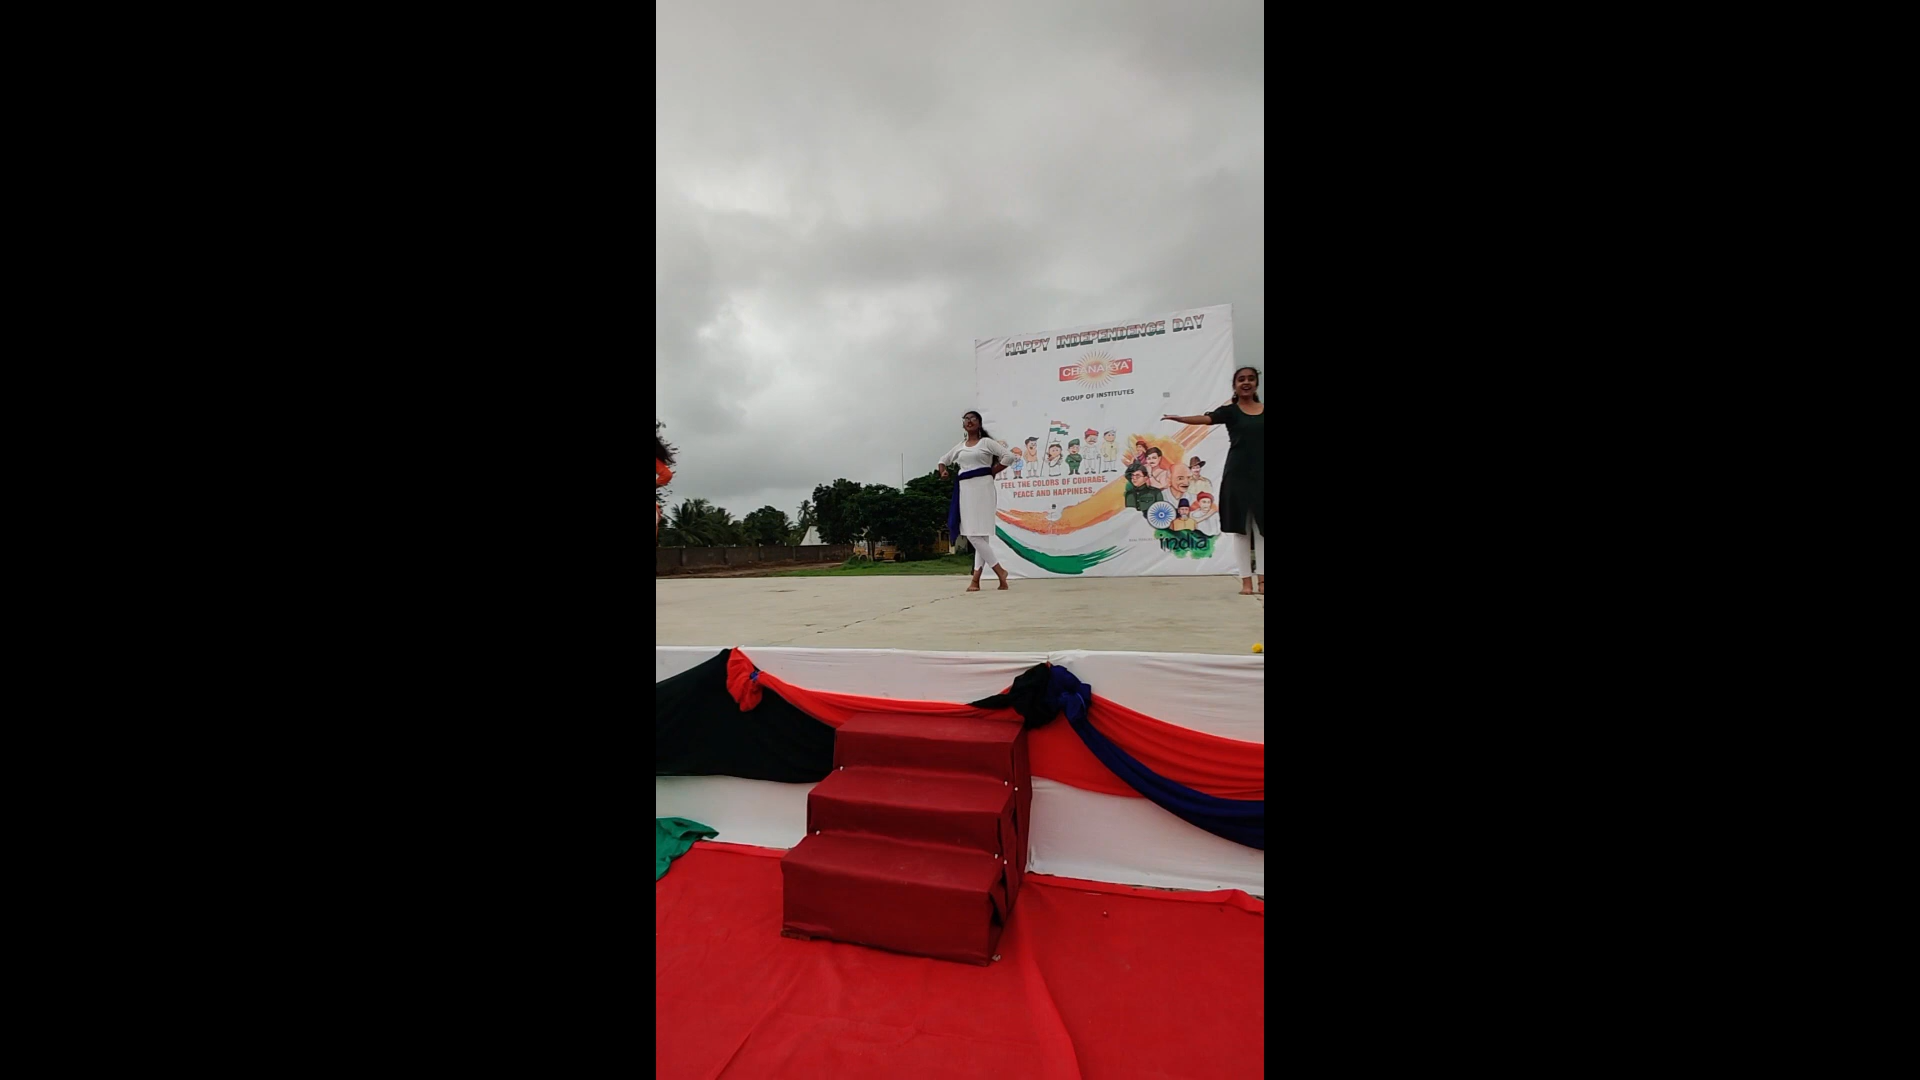 HAPPY INDEPENDENCE DAY
CHANAKYA
GROUP OF INSTITUTES
FEEL THE COLORS OF COURAGE,
PEACE AND HAPPINESS.
india